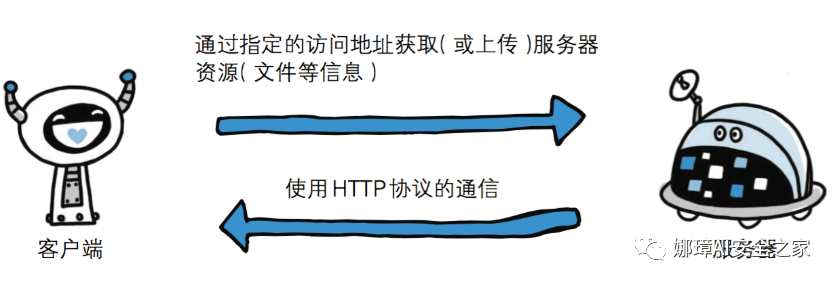 通过指定的访问地址获取(或上传)服务器
资源(文件等信息)
使用HTTP协议的通信
客户端
服务器
娜璋AI安全之家